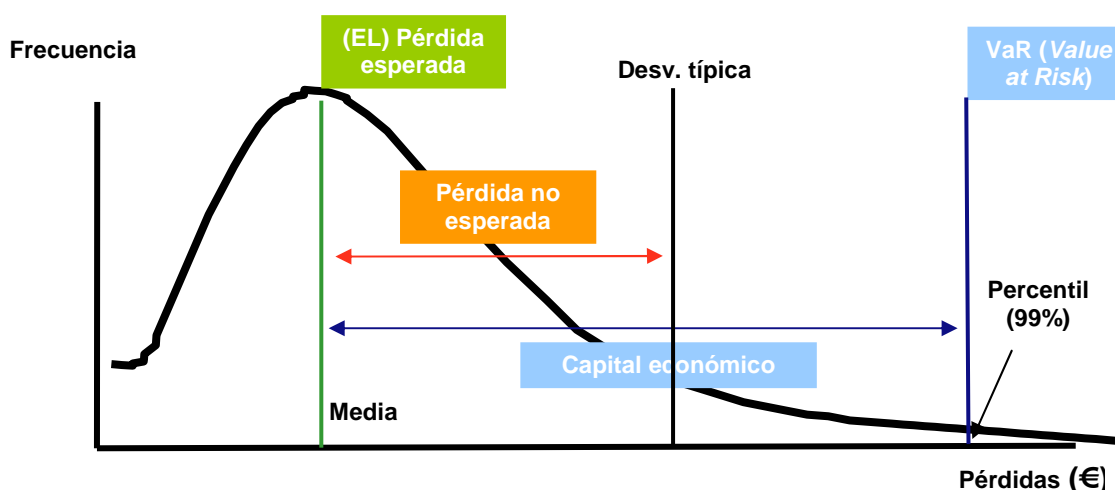 Frecuencia
(EL) Pérdida
esperada
Desv. típica
VaR (Value
at Risk)
Pérdida no
esperada
Percentil
(99%)
Capital económico
Media
Pérdidas (€)